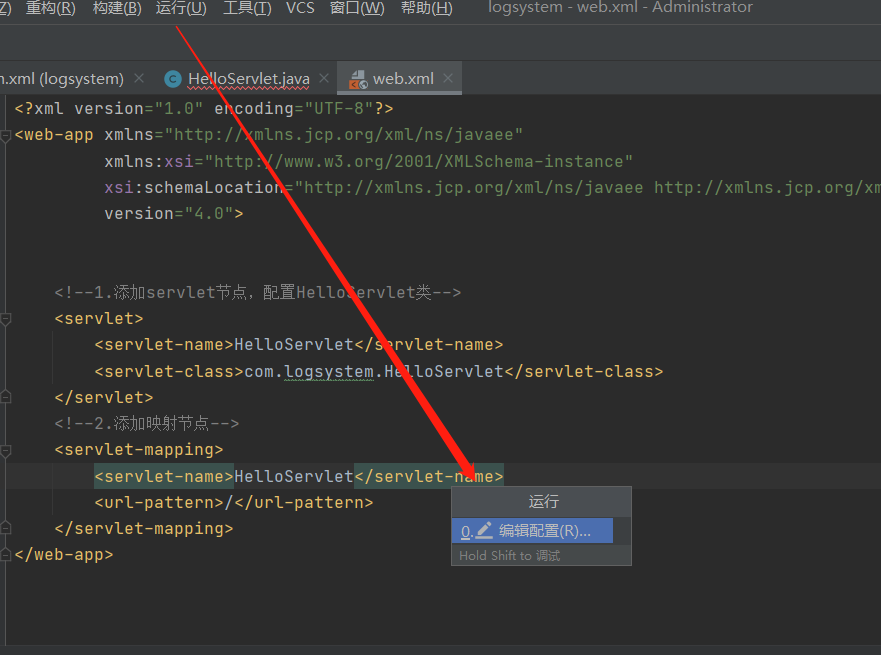 Z) 重构(R) 构建(B) 运行(U) 工具(T) VCS 窗口(W) 帮助(H) logsystem - web.xml - Administrator
n.xml (logsystem) HelloServlet.java web.xml
<?xml version="1.0" encoding="UTF-8"?>
<web-app xmlns="http://xmlns.jcp.org/xml/ns/javaee"
xmlns:xsi="http://www.w3.org/2001/XMLSchema-instance"
xsi:schemaLocation="http://xmlns.jcp.org/xml/ns/javaee http://xmlns.jcp.org/xm
version="4.0">
<!--1.添加servlet节点，配置HelloServlet类-->
<servlet>
<servlet-name>HelloServlet</servlet-name>
<servlet-class>com.logsystem.HelloServlet</servlet-class>
</servlet>
<!--2.添加映射节点-->
<servlet-mapping>
<servlet-name>HelloServlet</servlet-name>
<url-pattern>/</url-pattern>
</servlet-mapping>
</web-app>
运行
0. 编辑配置(R)...
Hold Shift to 调试